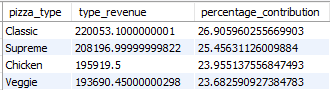 pizza_type type_revenue percentage_contribution
Classic 220053.1000000001 26.905960255669903
Supreme 208196.99999999822 25.45631126009884
Chicken 195919.5 23.955137556847493
Veggie 193690.45000000298 23.682590927384783